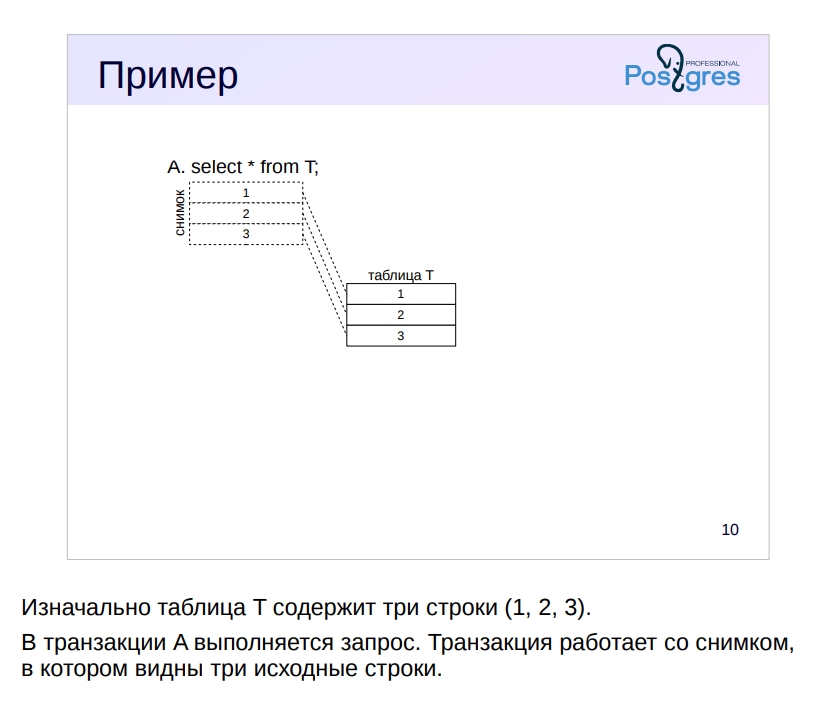 Пример
PROFESSIONAL
Postgres
A. select * from T;
снимок
1
2
3
таблица T
1
2
3
10
Изначально таблица T содержит три строки (1, 2, 3).
В транзакции A выполняется запрос. Транзакция работает со снимком,
в котором видны три исходные строки.